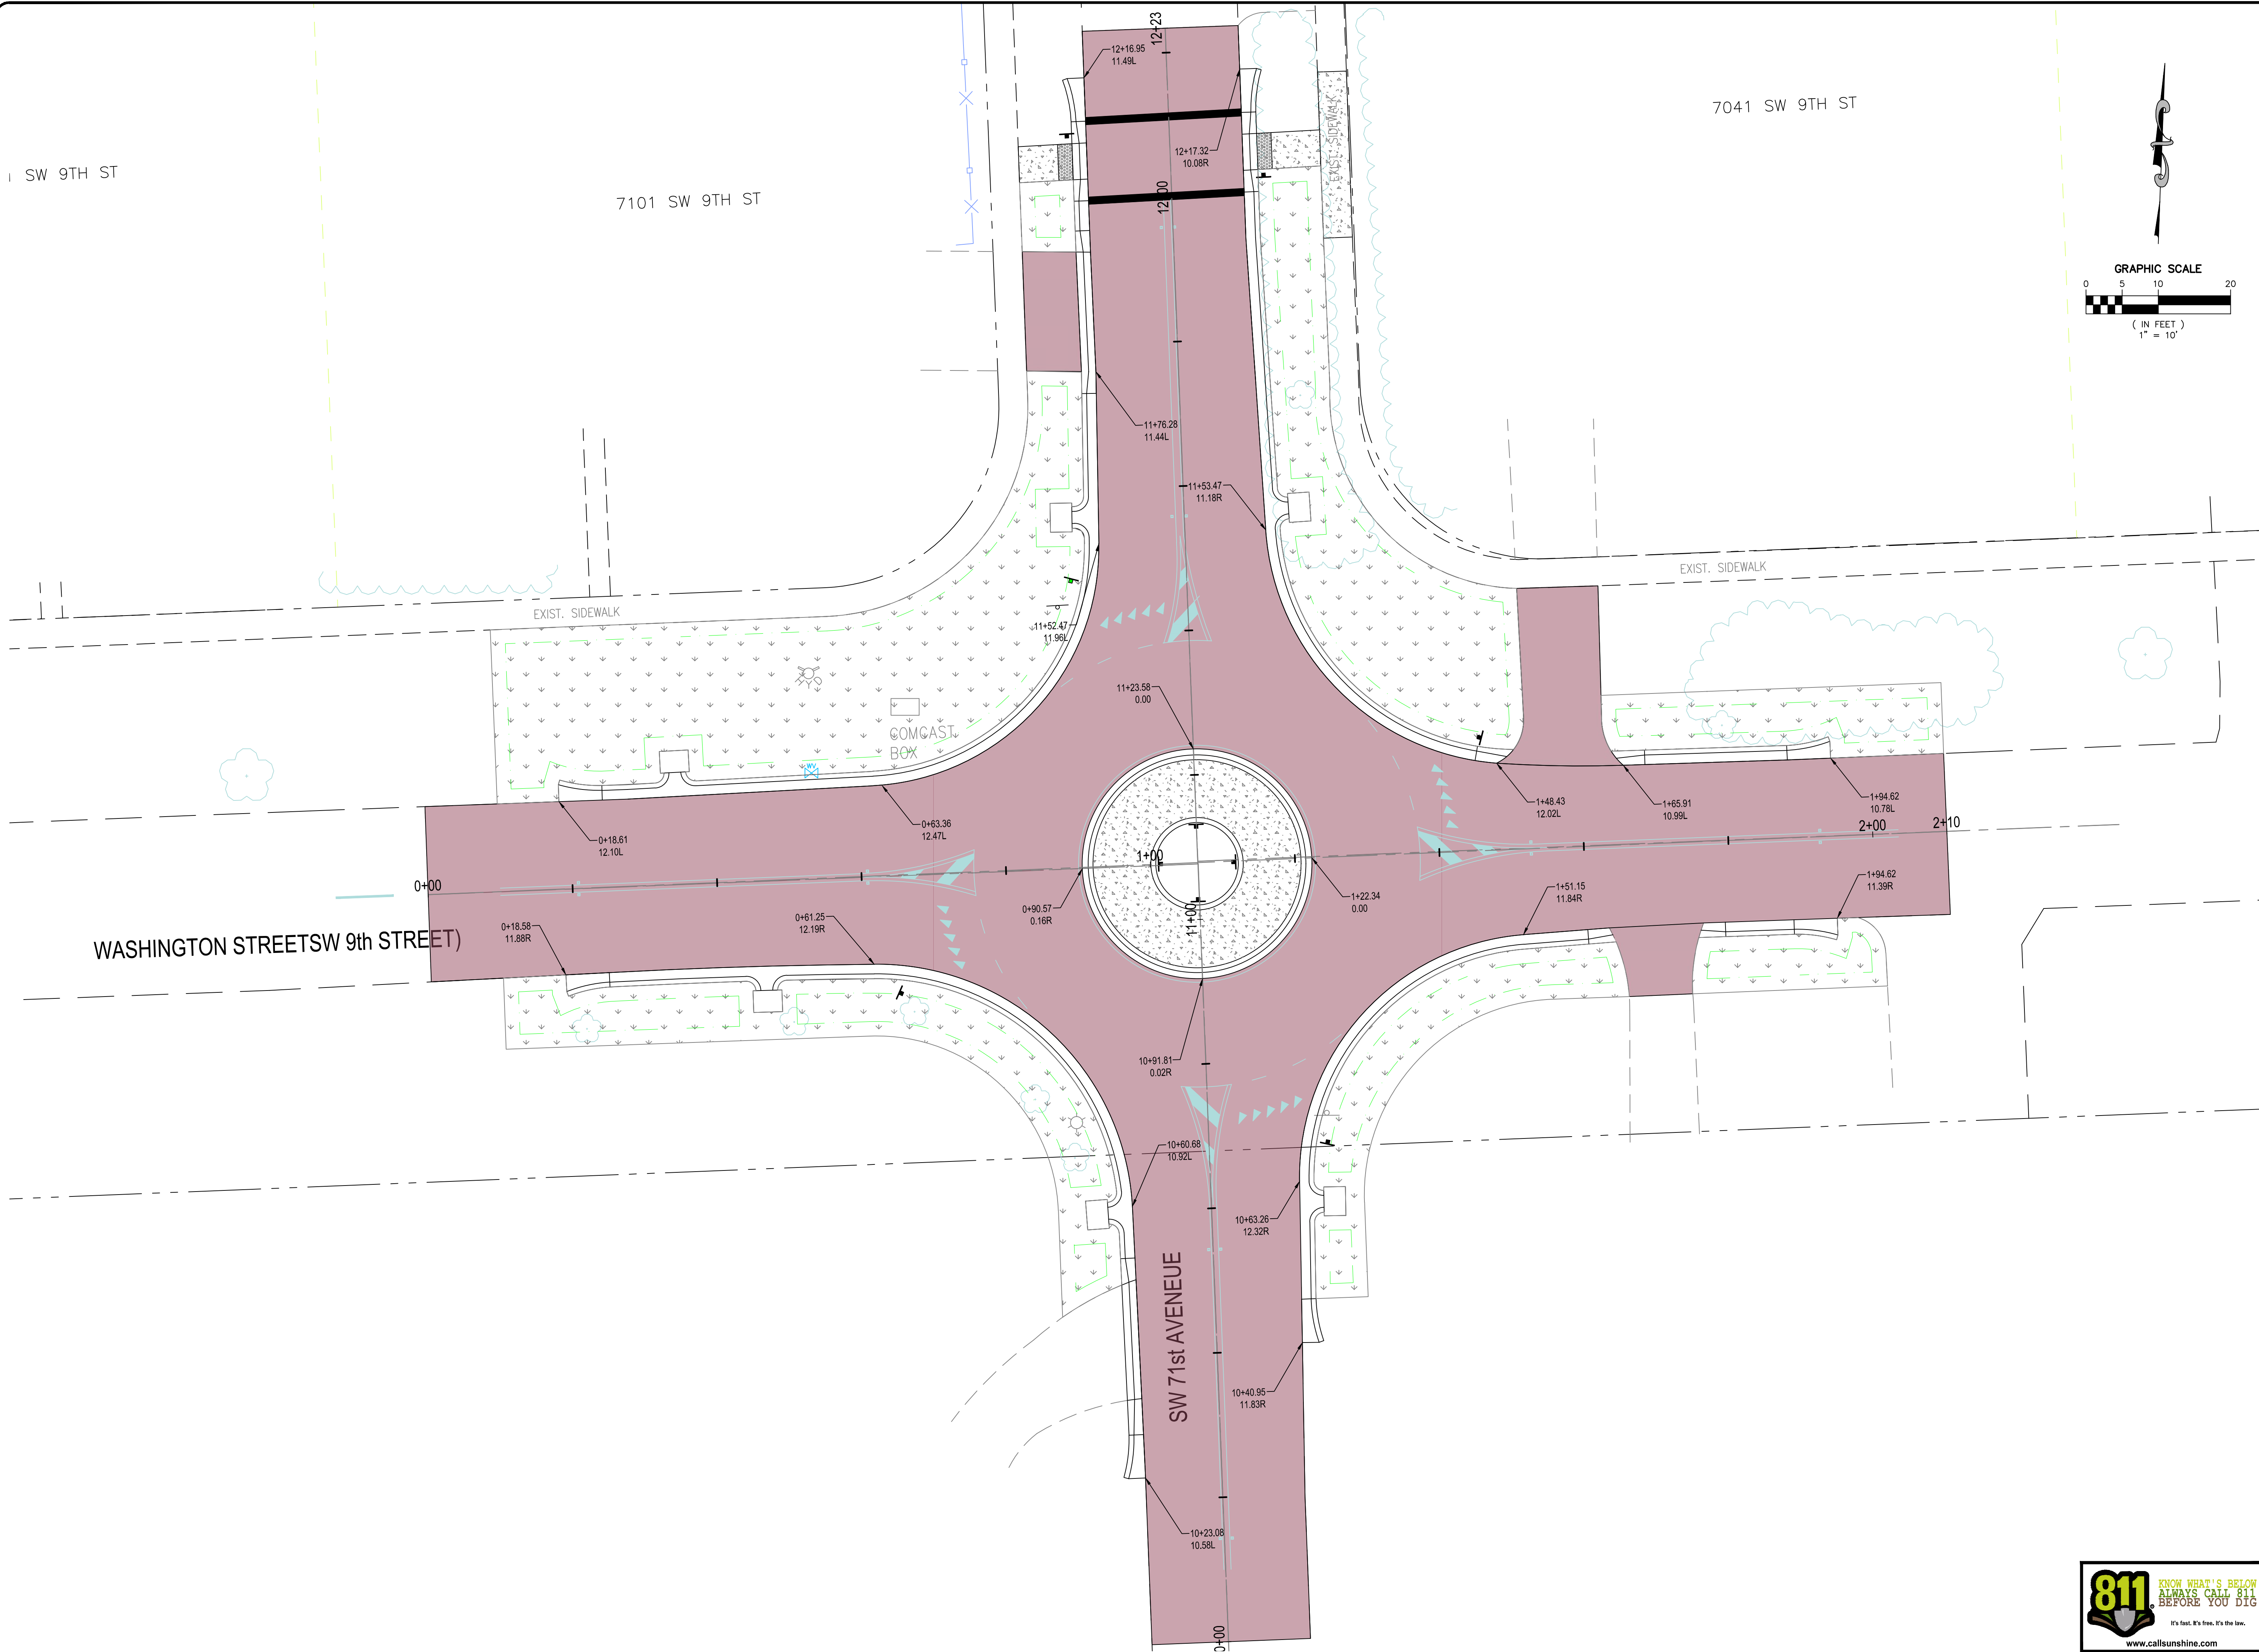 12+23
12+16.95
11.49L
7041 SW 9TH ST
EXIST. SIDEWALK
12+17.32
10.08R
SW 9TH ST
7101 SW 9TH ST
12+00
GRAPHIC SCALE
0 5 10 20
( IN FEET )
1" = 10'
11+76.28
11.44L
11+53.47
11.18R
EXIST. SIDEWALK
EXIST. SIDEWALK
11+52.47
11.96L
HYD
11+23.58
0.00
COMCAST
BOX
WV
1+48.43
12.02L
1+65.91
10.99L
1+94.62
10.78L
0+18.61
12.10L
0+63.36
12.47L
2+00
2+10
1+00
0+00
1+22.34
0.00
1+51.15
11.84R
1+94.62
11.39R
0+90.57
0.16R
11+00
0+61.25
12.19R
0+18.58
11.88R
WASHINGTON STREETSW 9th STREET)
10+91.81
0.02R
10+60.68
10.92L
10+63.26
12.32R
SW 71st AVENEUE
10+40.95
11.83R
10+23.08
10.58L
0+00
811
KNOW WHAT'S BELOW
ALWAYS CALL 811
BEFORE YOU DIG
It's fast. It's free. It's the law.
www.callsunshine.com